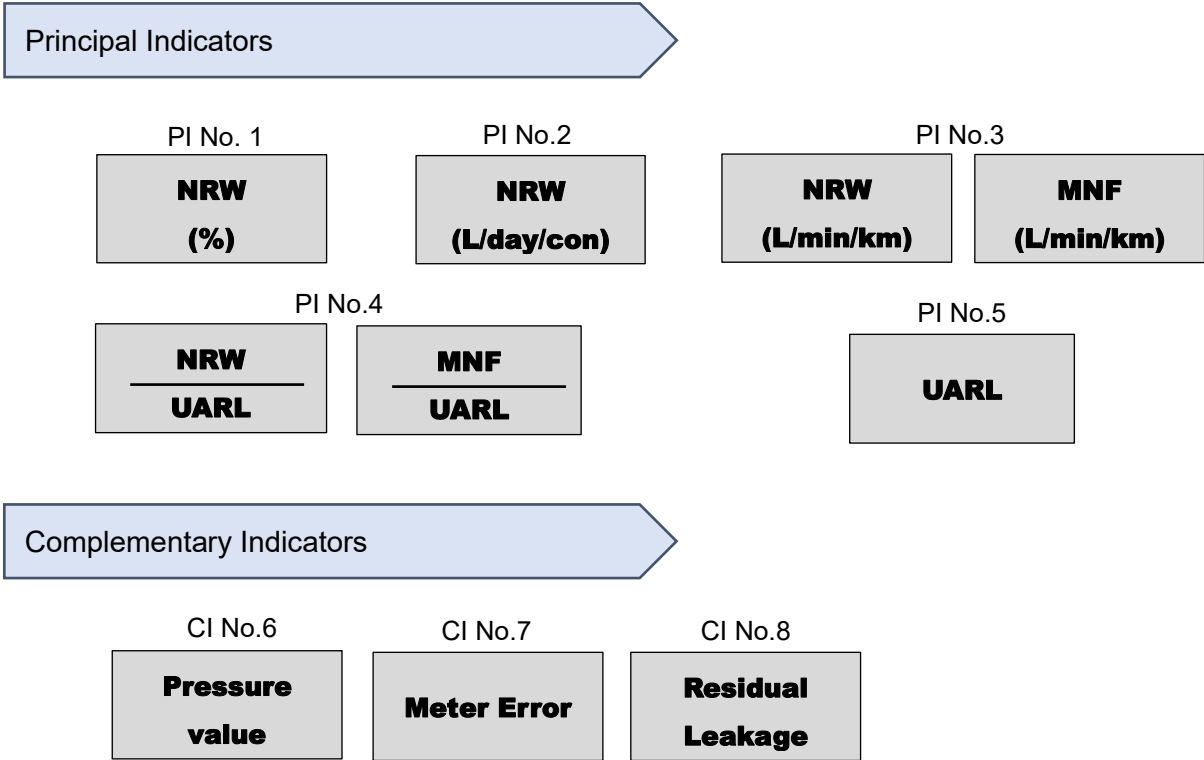 Principal Indicators
PI No. 1
PI No.2
PI No.3
NRW
(%)
NRW
(L/day/con)
NRW
(L/min/km)
MNF
(L/min/km)
PI No.4
PI No.5
NRW
UARL
MNF
UARL
UARL
Complementary Indicators
CI No.6
CI No.7
CI No.8
Pressure
value
Meter Error
Residual
Leakage